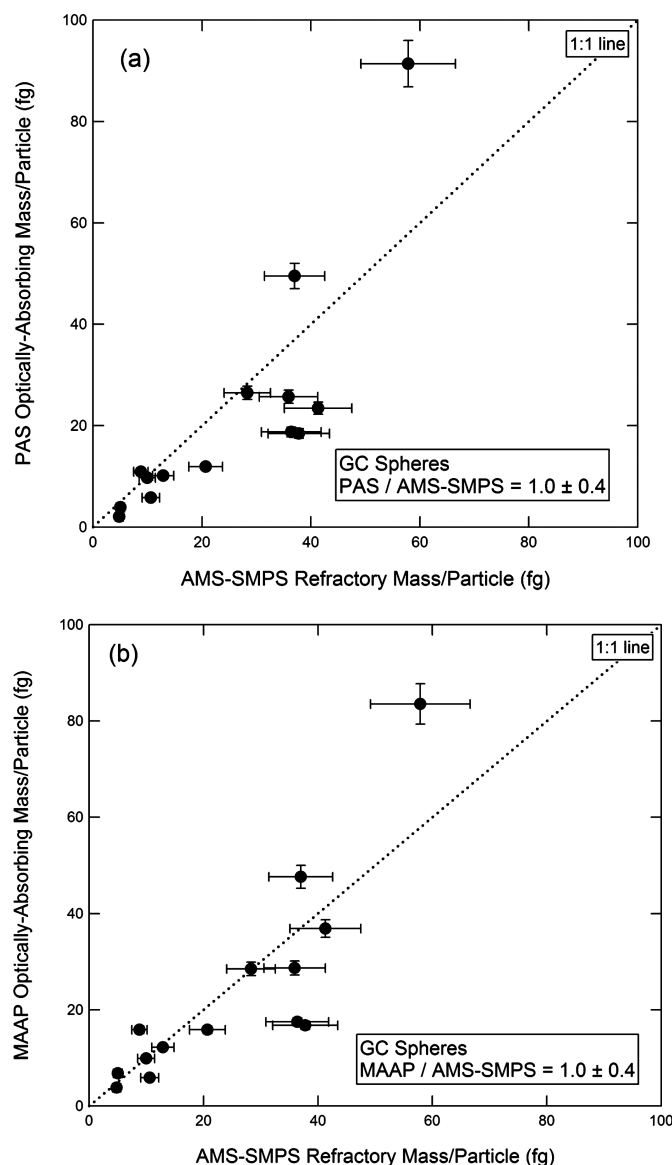 (a)
1:1 line
PAS Optically-Absorbing Mass/Particle (fg)
100
80
60
40
20
0
GC Spheres
PAS / AMS-SMPS = 1.0 ± 0.4
0 20 40 60 80 100
AMS-SMPS Refractory Mass/Particle (fg)
(b)
1:1 line
MAAP Optically-Absorbing Mass/Particle (fg)
100
80
60
40
20
0
GC Spheres
MAAP / AMS-SMPS = 1.0 ± 0.4
0 20 40 60 80 100
AMS-SMPS Refractory Mass/Particle (fg)